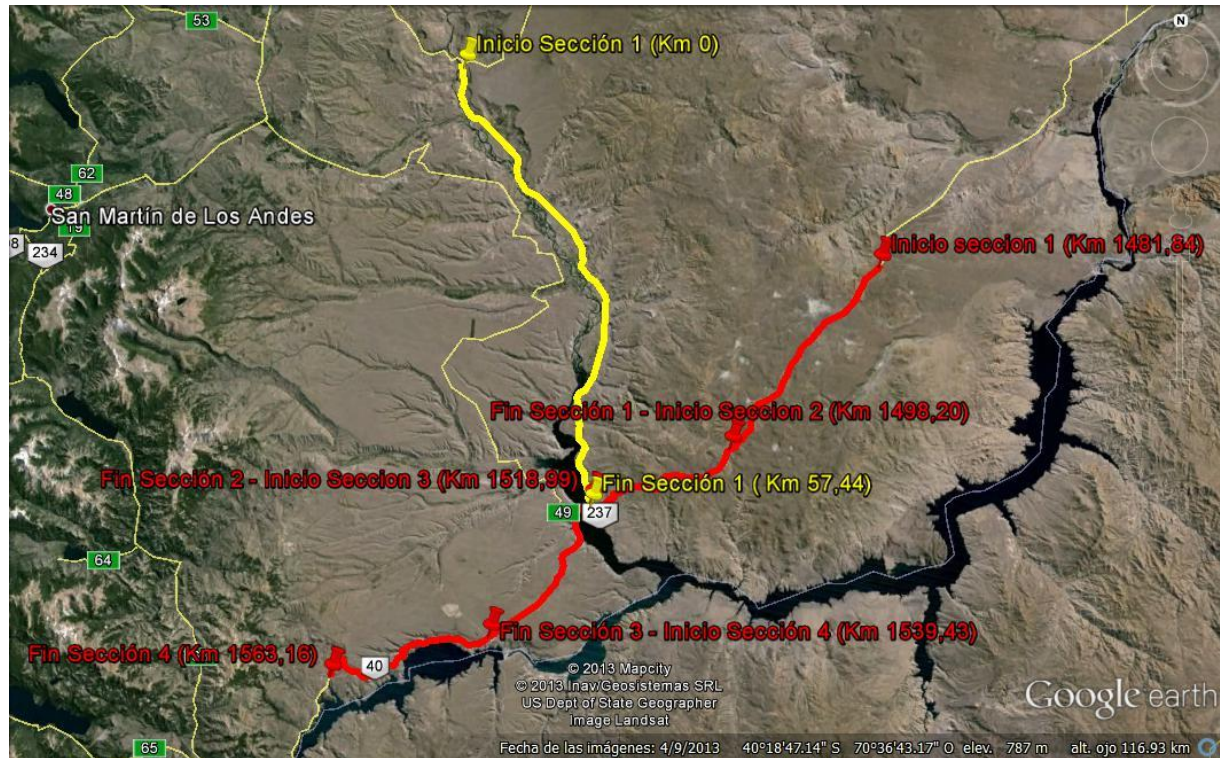 53
N
Inicio Sección 1 (Km 0)
62
48
San Martín de Los Andes
19
234
Inicio seccion 1 (Km 1481,64)
Fin Sección 1 - Inicio Seccion 2 (Km 1498,20)
Fin Sección 2 - Inicio Seccion 3 (Km 1518,99)
Fin Sección 1 ( Km 57,44)
49
237
64
Fin Sección 3 - Inicio Sección 4 (Km 1539,43)
Fin Sección 4 (Km 1563,16)
40
© 2013 Mapcity
© 2013 Inav/Geosistemas SRL
US Dept of State Geographer
Image Landsat
Google earth
65
Fecha de las imágenes: 4/9/2013 40°18'47.14" S 70°36'43.17" O elev. 787 m alt. ojo 116.93 km